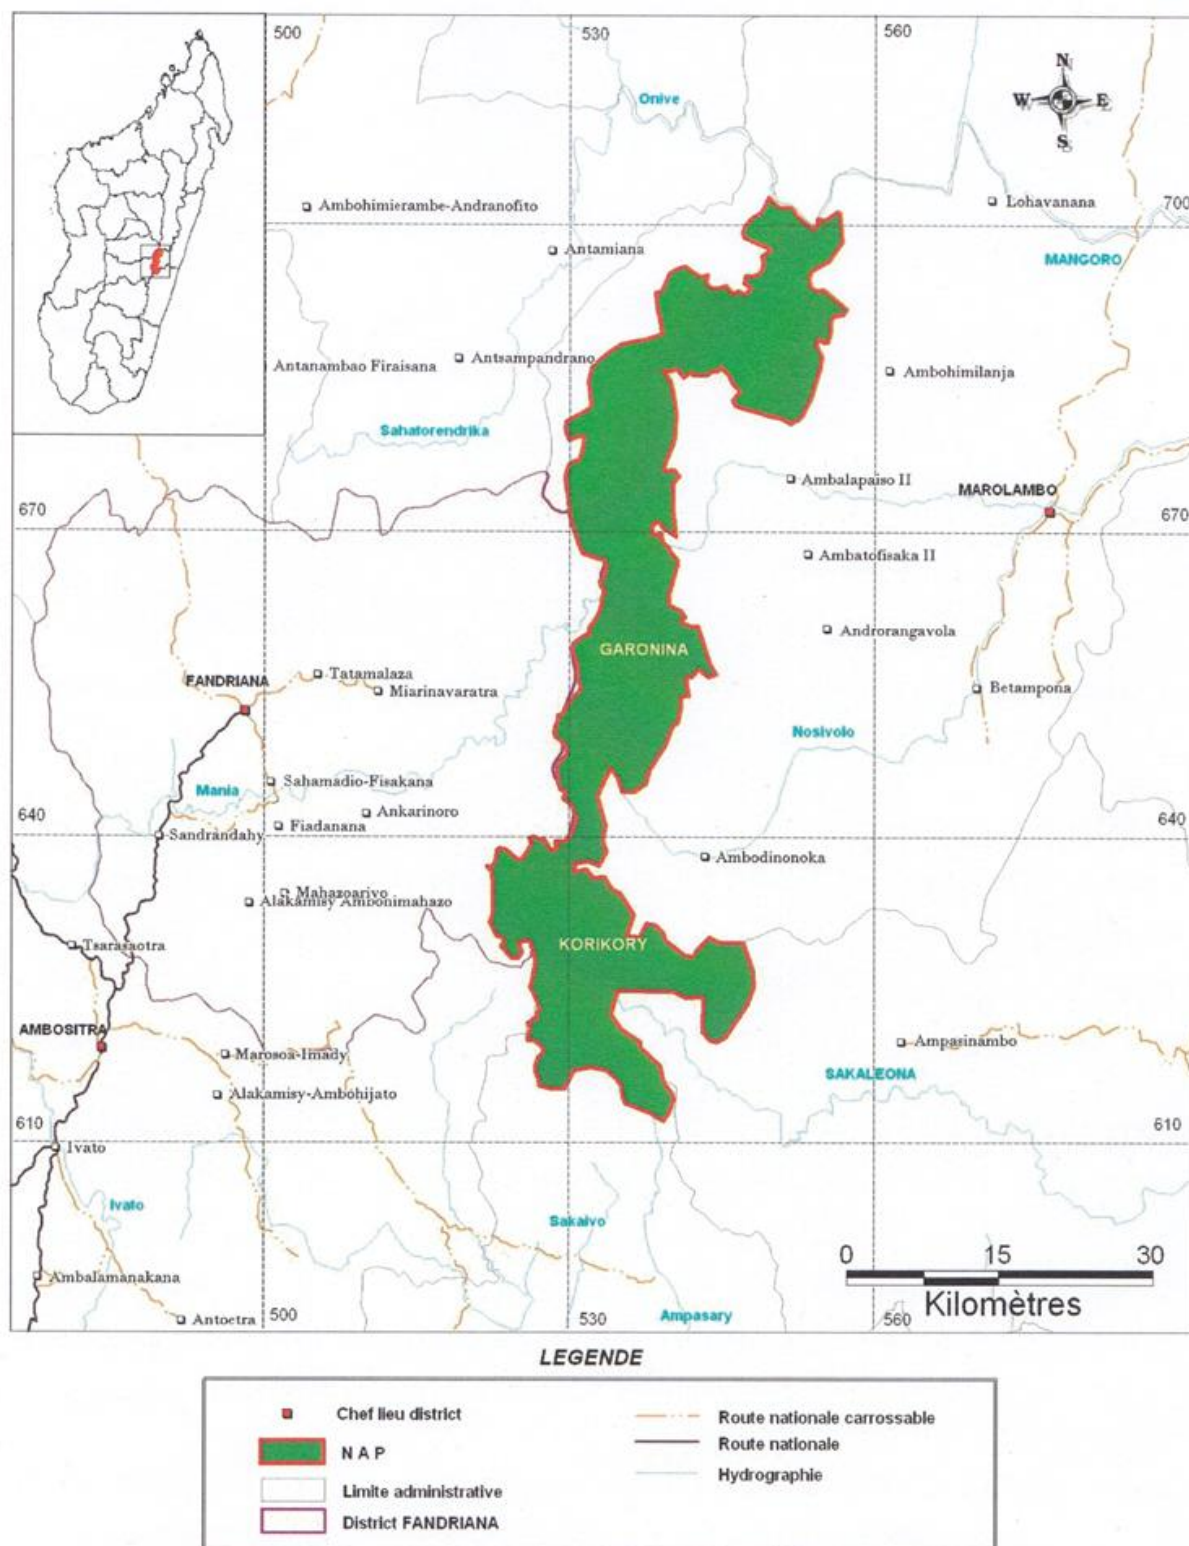 500
530
560
N
W
E
S
Onive
Ambohimierambe-Andranofito
Lohavanana
700
Antamiana
MANGORO
Antsampandrano
Antanambao Firaisana
Ambohimilanja
Sahatorendrika
Ambalapaiso II
MAROLAMBO
670
670
Ambatofisaka II
Androrangavola
GARONINA
FANDRIANA
Tatamalaza
Miarinavaratra
Betampona
Nosivolo
Sahamadio-Fisakana
Mania
Ankarinoro
640
Fiadanana
640
Sandrandahy
Ambodinonoka
Mahazoarivo
Alakamisy Ambonimahazo
Tsarasaotra
KORIKORY
AMBOSITRA
Marosoa-Imady
Ampasinambo
SAKALEONA
Alakamisy-Ambohijato
610
610
Ivato
Ivato
Sakaivo
0 15 30
Ambalamanakana
Kilomètres
Antoetra
500
530
Ampasary
560
LEGENDE
Chef lieu district
Route nationale carrossable
N A P
Route nationale
Hydrographie
Limite administrative
District FANDRIANA